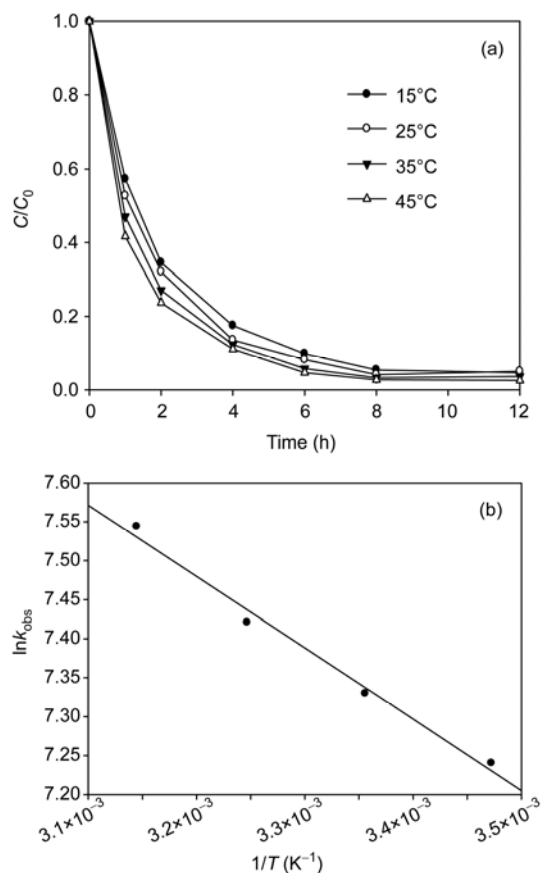 (a)
1.0
0.8
0.6
0.4
0.2
0.0
C/C₀
15°C
25°C
35°C
45°C
0 2 4 6 8 10 12
Time (h)
(b)
7.60
7.55
7.50
7.45
7.40
7.35
7.30
7.25
7.20
lnk_obs
3.1×10⁻³ 3.2×10⁻³ 3.3×10⁻³ 3.4×10⁻³ 3.5×10⁻³
1/T (K⁻¹)